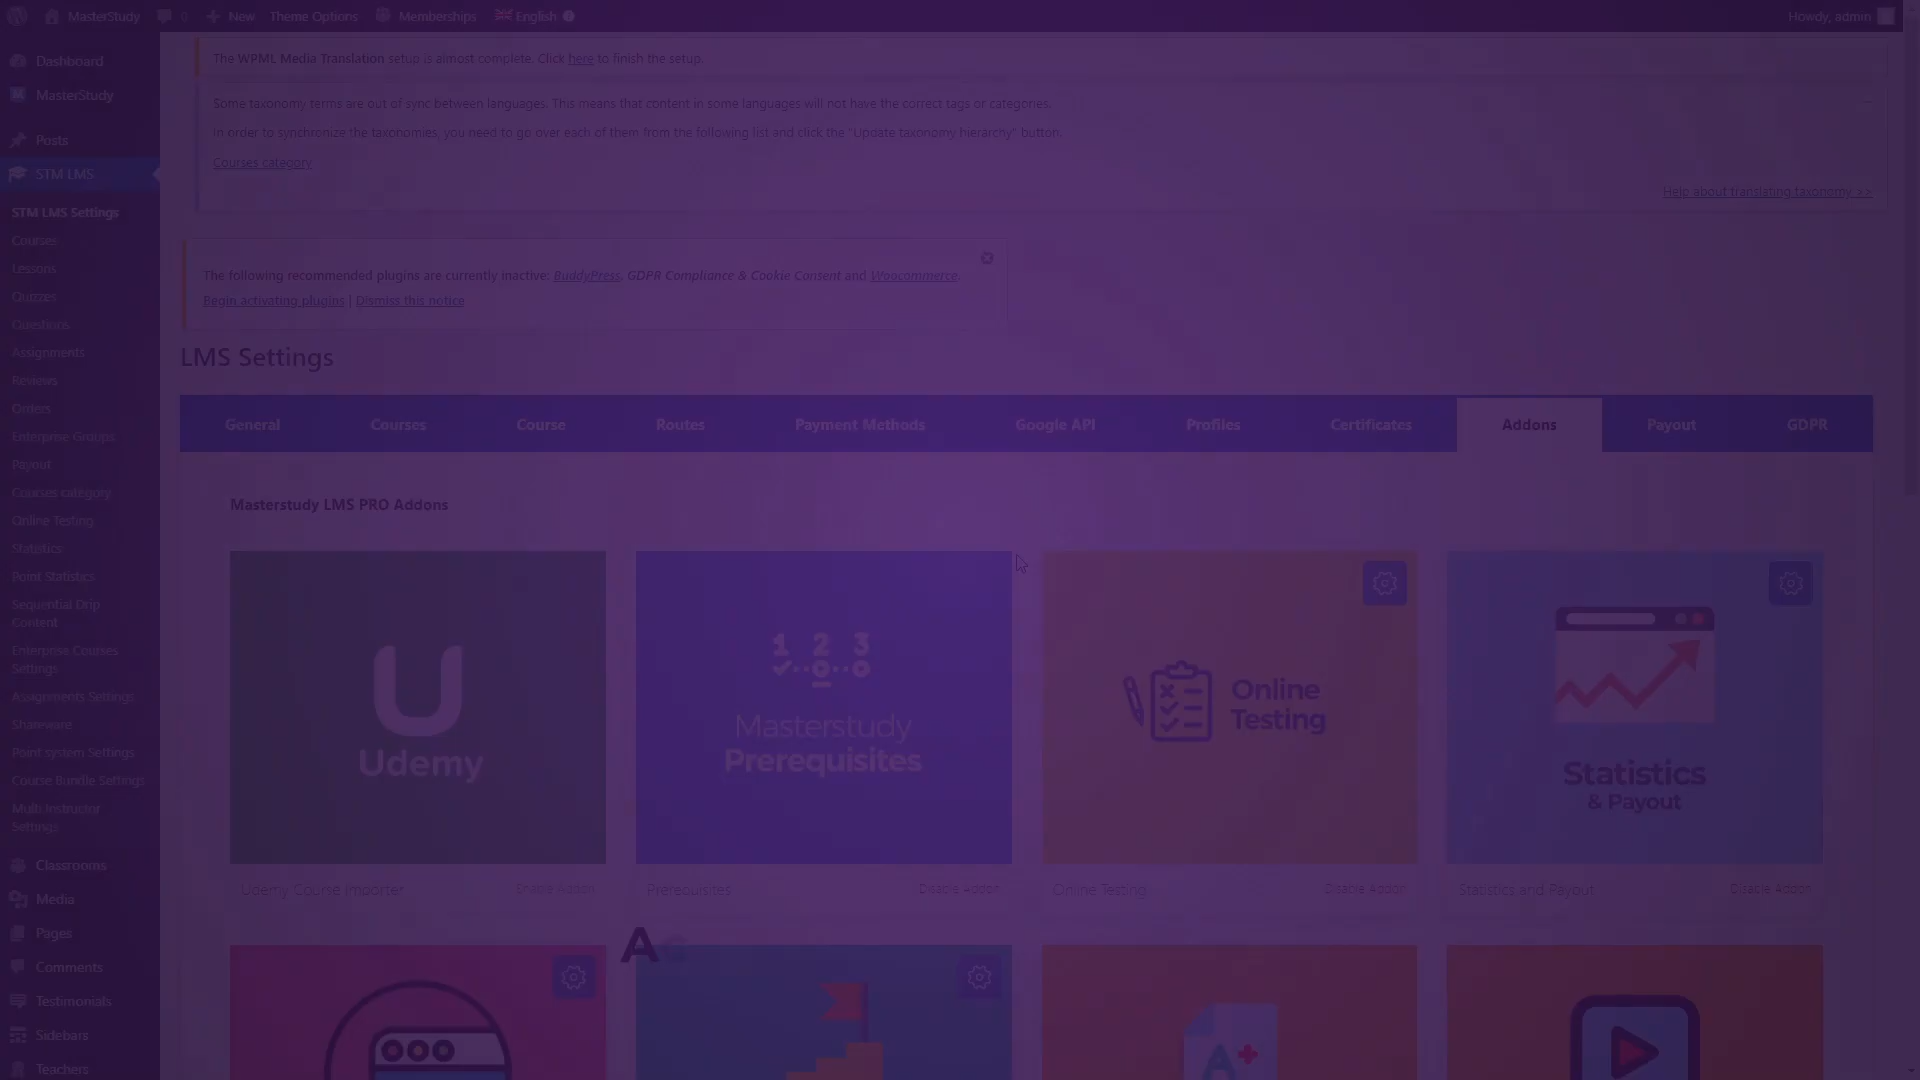 MasterStudy 0 New Theme Options Memberships English Howdy, admin
Dashboard
MasterStudy
Posts
STM LMS
STM LMS Settings
Courses
Lessons
Quizzes
Questions
Assignments
Reviews
Orders
Enterprise Groups
Payout
Courses category
Online Testing
Statistics
Point Statistics
Sequential Drip
Content
Enterprise Courses
Settings
Assignments Settings
Shareware
Point system Settings
Course Bundle Settings
Multi Instructor
Settings
Classrooms
Media
Pages
Comments
Testimonials
Sidebars
Teachers
The WPML Media Translation setup is almost complete. Click here to finish the setup.
Some taxonomy terms are out of sync between languages. This means that content in some languages will not have the correct tags or categories.
In order to synchronize the taxonomies, you need to go over each of them from the following list and click the "Update taxonomy hierarchy" button.
Courses category
Help about translating taxonomy >>
The following recommended plugins are currently inactive: BuddyPress, GDPR Compliance & Cookie Consent and Woocommerce.
Begin activating plugins | Dismiss this notice
LMS Settings
General Courses Course Routes Payment Methods Google API Profiles Certificates Addons Payout GDPR
Masterstudy LMS PRO Addons
Udemy
1 2 3
Masterstudy
Prerequisites
Online
Testing
Statistics
& Payout
Udemy Course Importer Enable Addon
Prerequisites Disable Addon
Online Testing Disable Addon
Statistics and Payout Disable Addon
A
A+